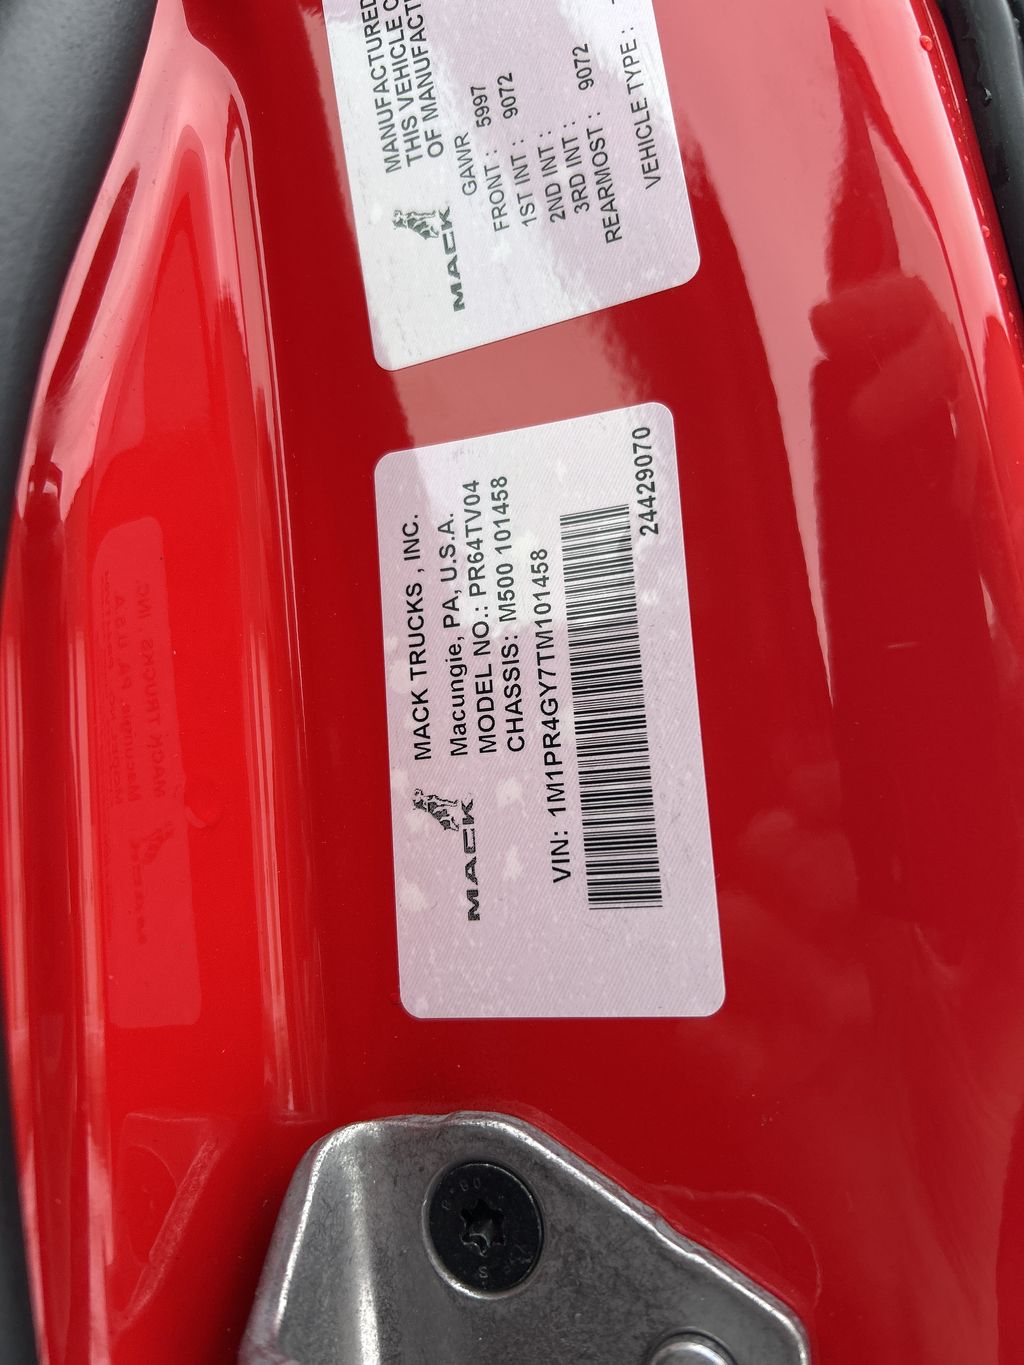 MANUFACTURED
THIS VEHICLE
OF MANUFACT
GAWR
FRONT : 5997
1ST INT : 9072
2ND INT :
3RD INT :
REARMOST : 9072
VEHICLE TYPE :
MACK
MACK TRUCKS , INC.
Macungie, PA, U.S.A.
MODEL NO.: PR64TV04
CHASSIS: M500 101458
VIN: 1M1PR4GY7TM101458
24429070
MACK